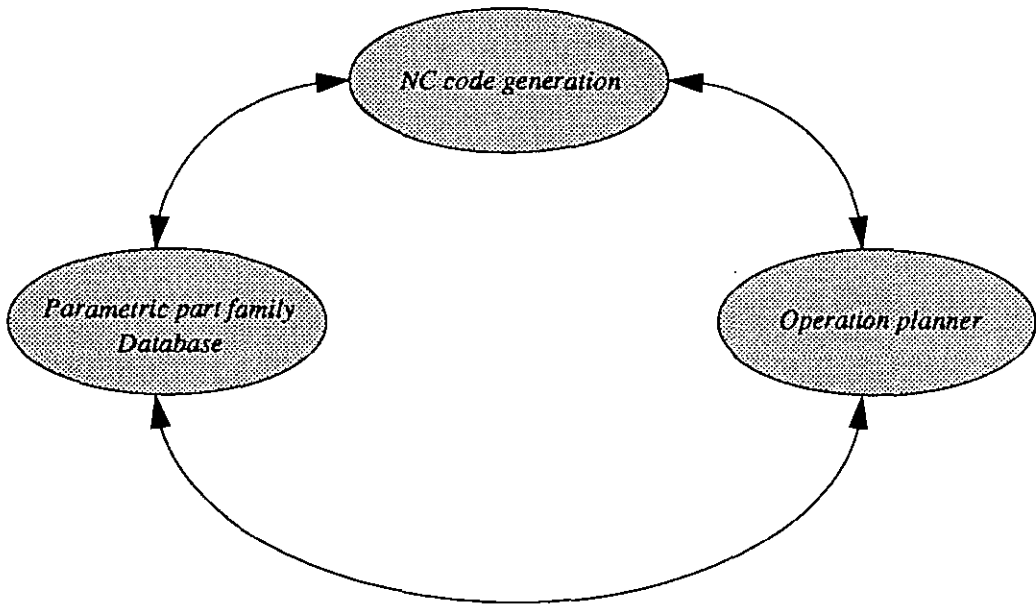 NC code generation
Parametric part family
Database
Operation planner